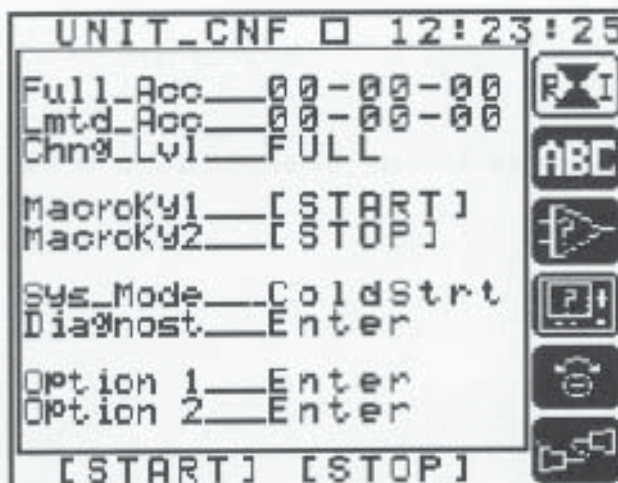 UNIT_CNF 12:23:25
Full_Acc___00-00-00
Lmtd_Acc___00-00-00
Chng_Lvl___FULL
MacroKY1___[START]
MacroKY2___[STOP]
Sys_Mode___ColdStrt
Diagnost___Enter
Option 1___Enter
Option 2___Enter
[START] [STOP]
R I
ABC
?
?